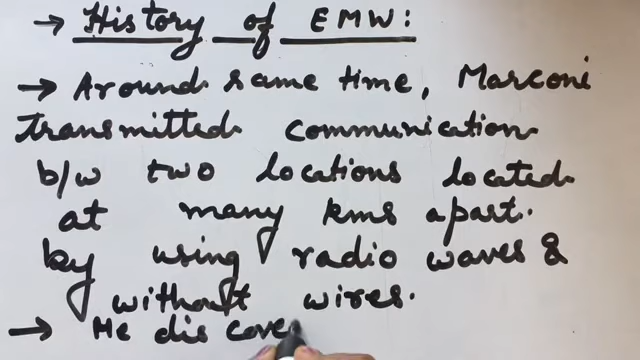 → History of EMW:
→ Around same time, Marconi
transmitted communication
b/w two locations located
at many kms apart.
by using radio waves &
without wires.
→ He discove